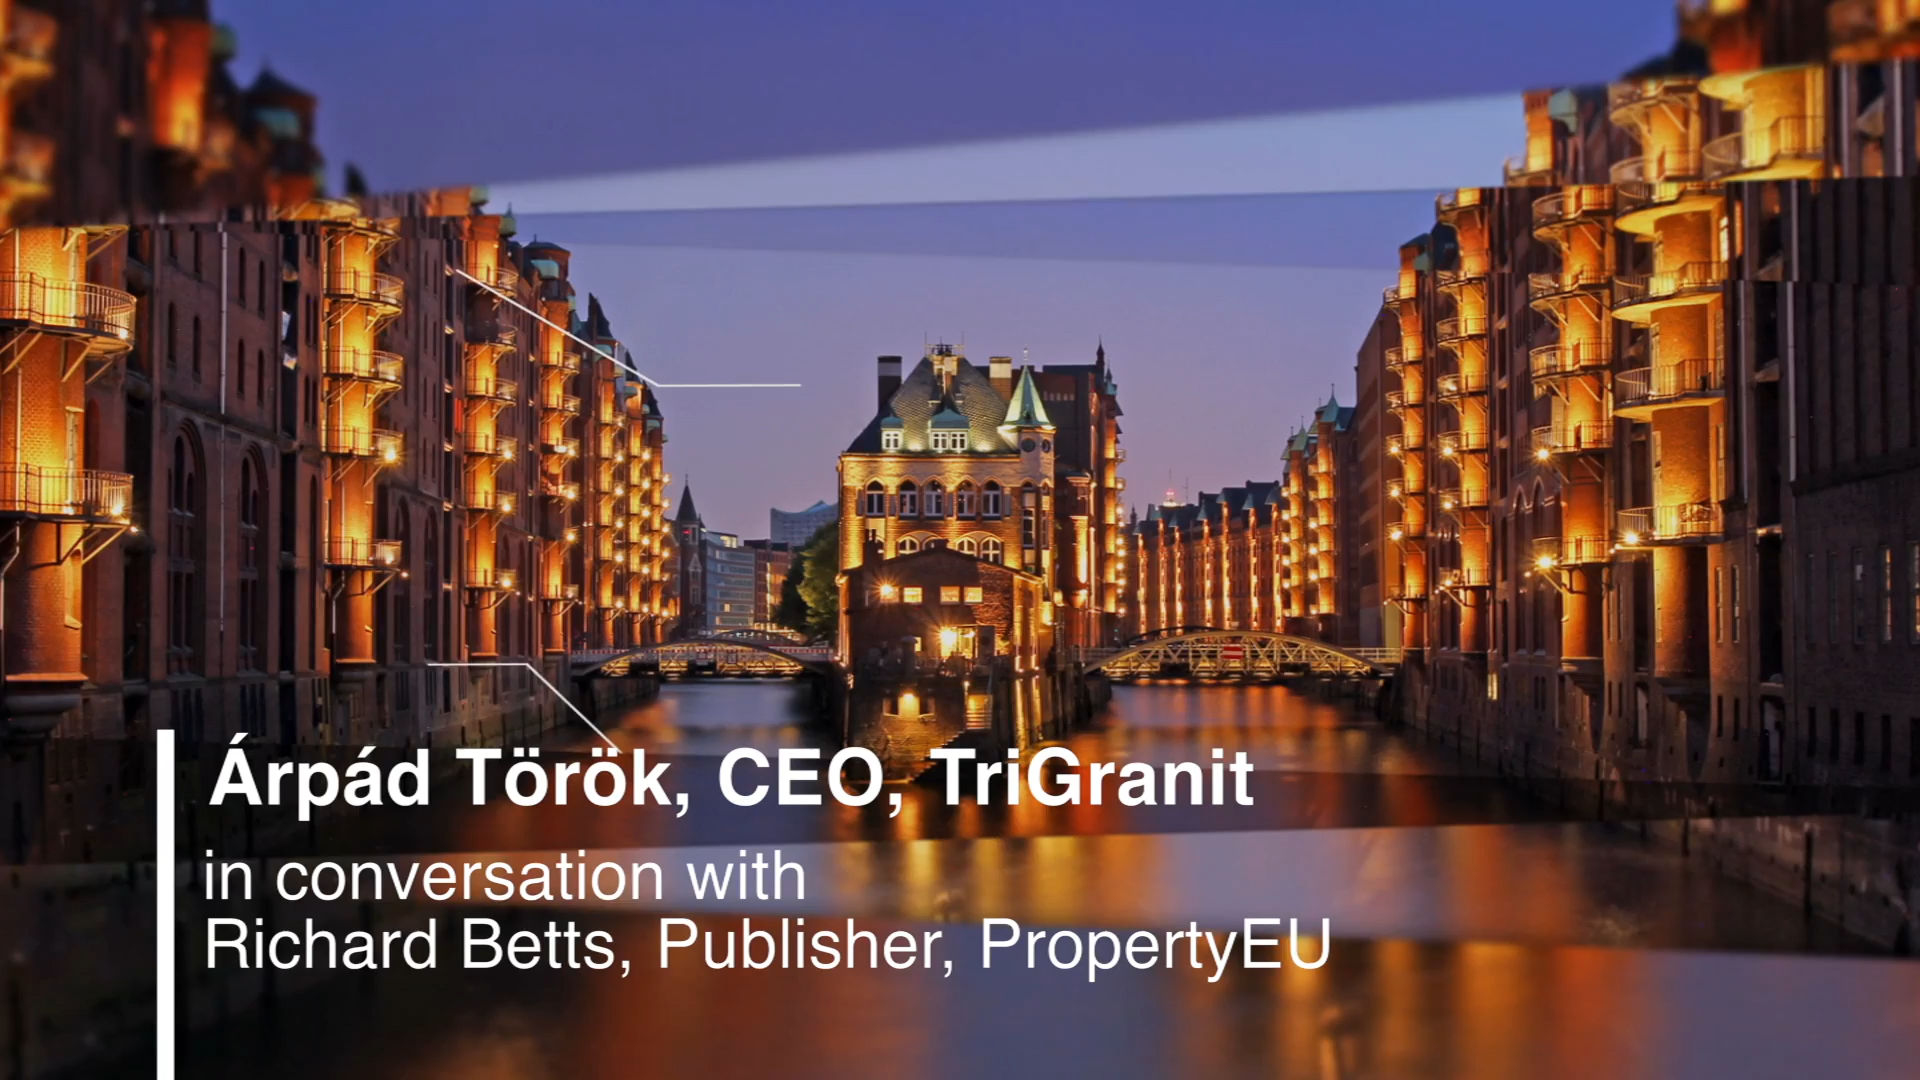 Árpád Török, CEO, TriGranit
in conversation with
Richard Betts, Publisher, PropertyEU